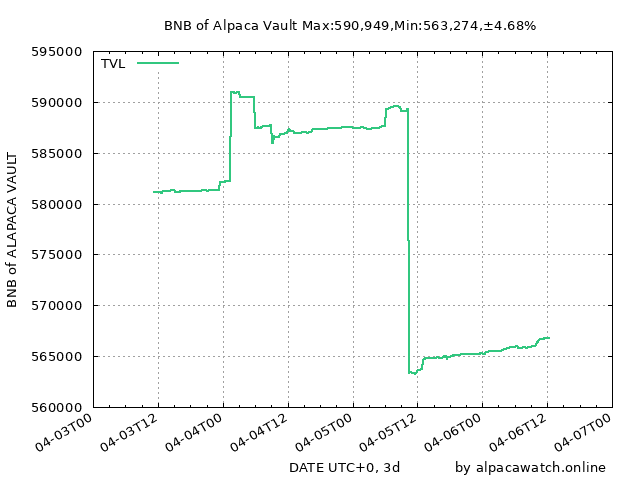 BNB of Alpaca Vault Max:590,949,Min:563,274,±4.68%
TVL
BNB of ALAPACA VAULT
595000
590000
585000
580000
575000
570000
565000
560000
04-03T00
04-03T12
04-04T00
04-04T12
04-05T00
04-05T12
04-06T00
04-06T12
04-07T00
DATE UTC+0, 3d
by alpacawatch.online